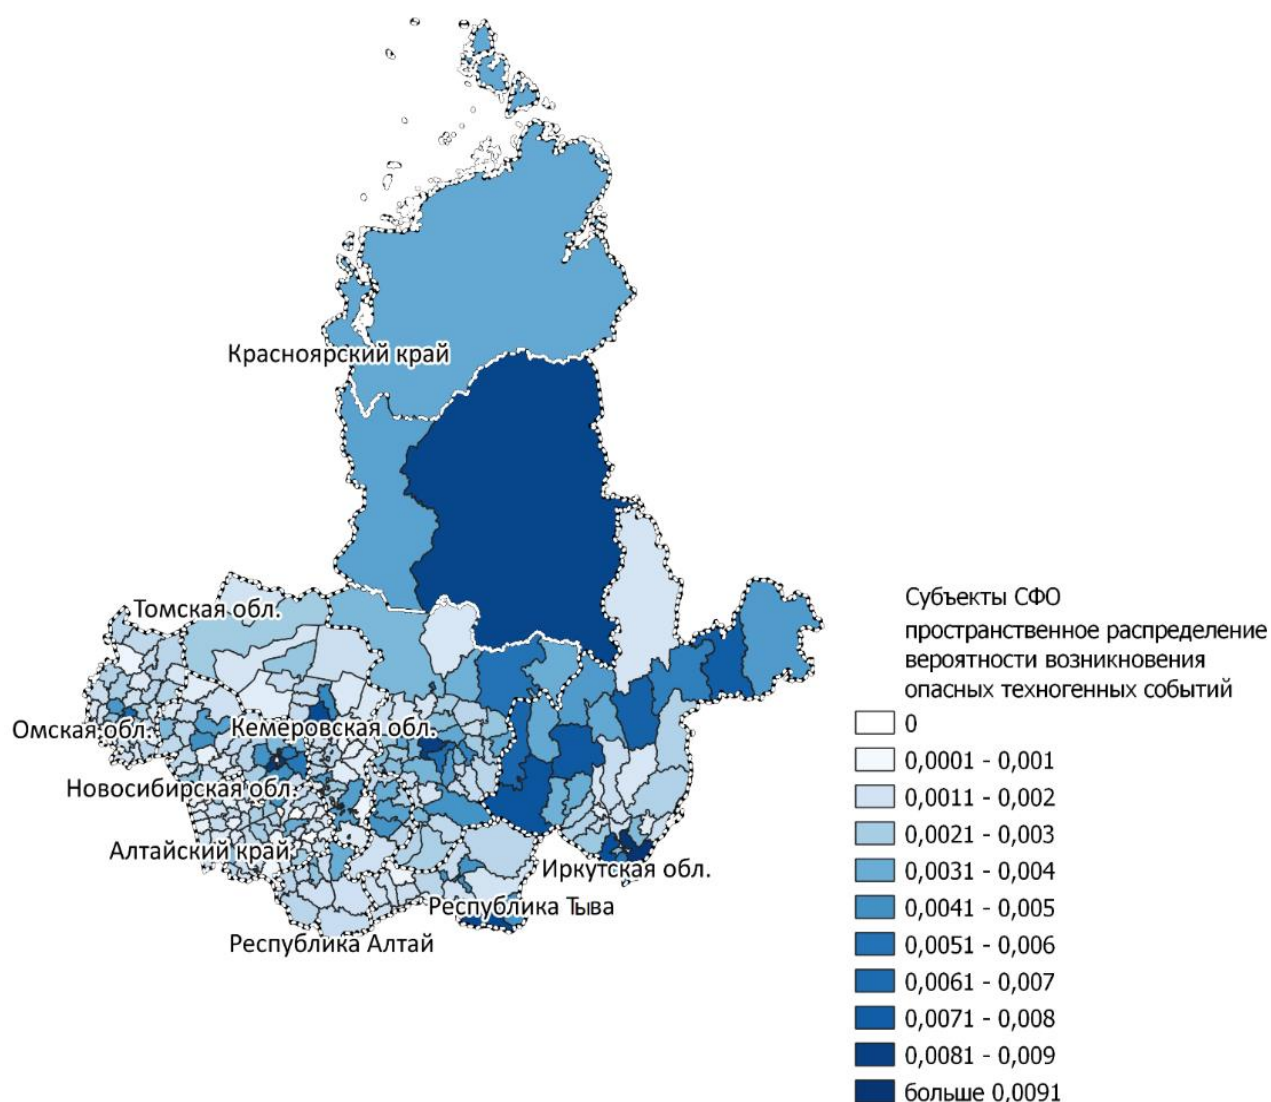 Красноярский край
Томская обл.
Омская обл.
Кемеровская обл.
Новосибирская обл.
Алтайский край
Иркутская обл.
Республика Тыва
Республика Алтай
Субъекты СФО
пространственное распределение
вероятности возникновения
опасных техногенных событий
0
0,0001 - 0,001
0,0011 - 0,002
0,0021 - 0,003
0,0031 - 0,004
0,0041 - 0,005
0,0051 - 0,006
0,0061 - 0,007
0,0071 - 0,008
0,0081 - 0,009
больше 0,0091